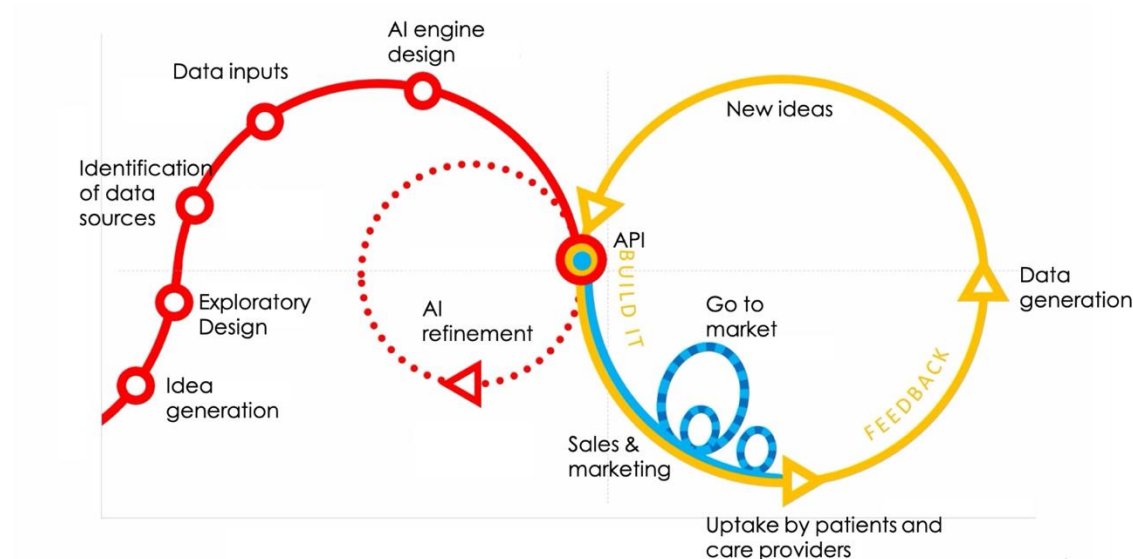 AI engine
design
Data inputs
New ideas
Identification
of data
sources
API
BUILD IT
Data
generation
Exploratory
Design
AI
refinement
Go to
market
Idea
generation
FEEDBACK
Sales &
marketing
Uptake by patients and
care providers